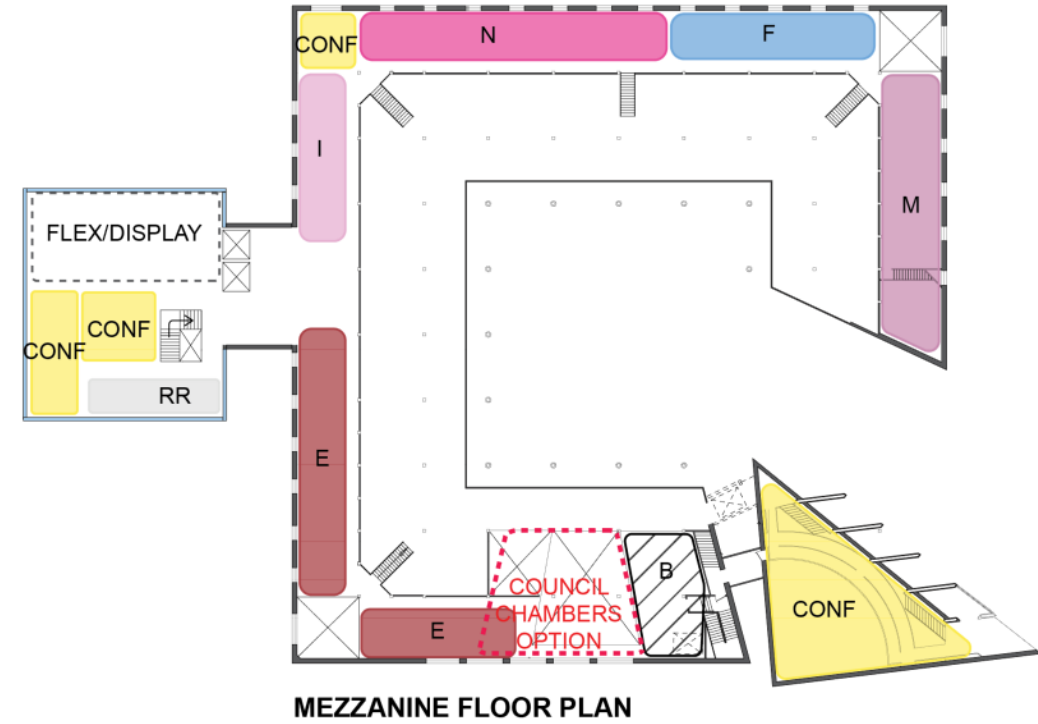 CONF
N
F
I
M
FLEX/DISPLAY
CONF
CONF
RR
E
B
COUNCIL
CHAMBERS
OPTION
E
CONF
MEZZANINE FLOOR PLAN